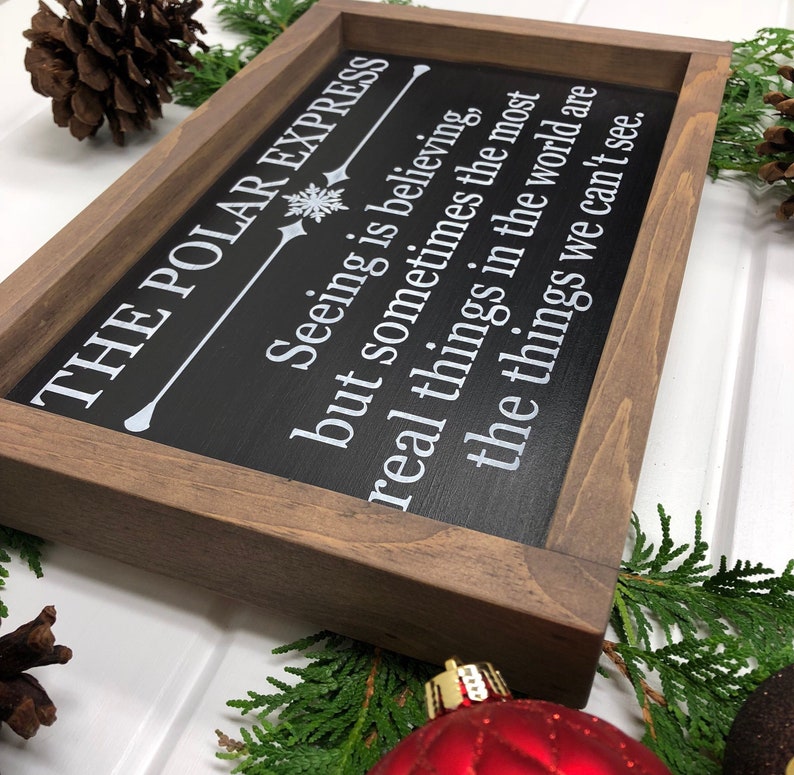 THE POLAR EXPRESS
Seeing is believing,
but sometimes the most
real things in the world are
the things we can't see.